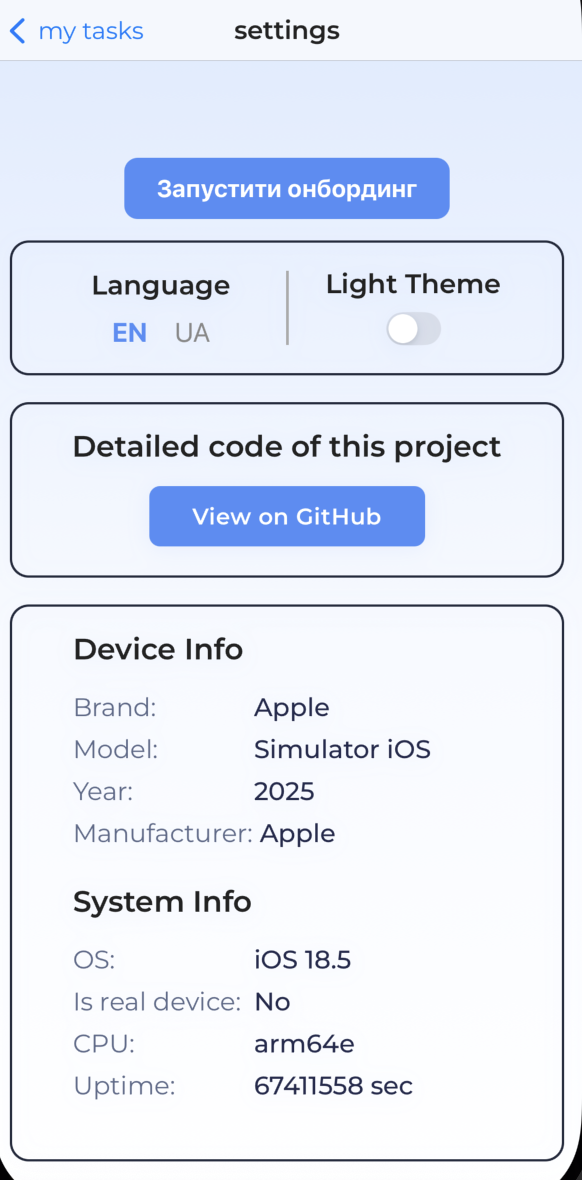 my tasks
settings
Запустити онбординг
Language
Light Theme
EN UA
Detailed code of this project
View on GitHub
Device Info
Brand: Apple
Model: Simulator iOS
Year: 2025
Manufacturer: Apple
System Info
OS: iOS 18.5
Is real device: No
CPU: arm64e
Uptime: 67411558 sec